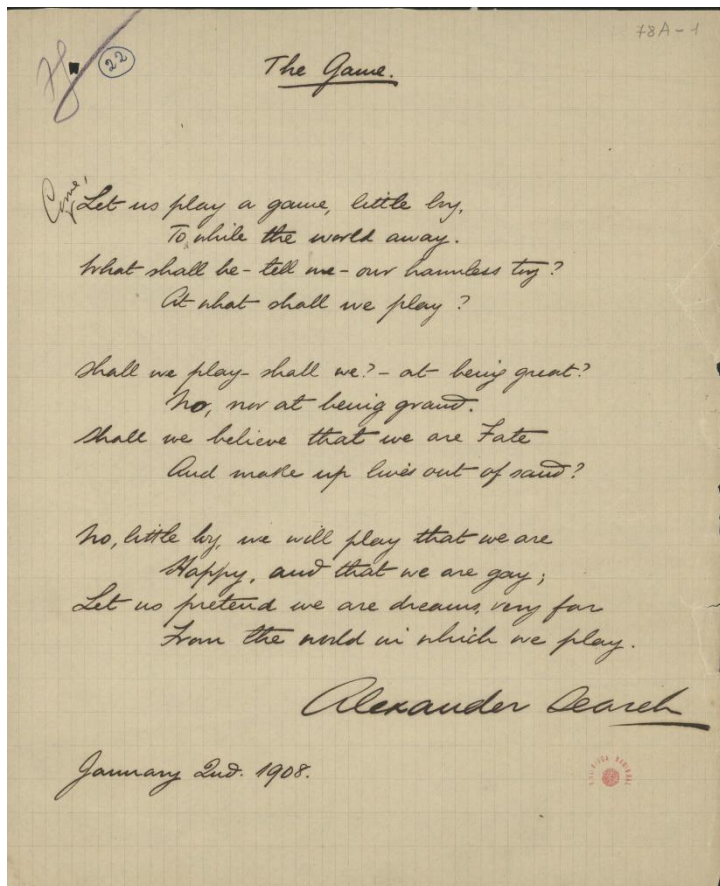 78A-1
22
The Game.
Come!
Let us play a game, little boy,
To while the world away.
What shall be - tell me - our harmless toy?
At what shall we play?
Shall we play - shall we? - at being great?
No, nor at being grand.
Shall we believe that we are Fate
And make up lives out of sand?
No, little boy, we will play that we are
Happy, and that we are gay;
Let us pretend we are dreams, very far
From the world in which we play.
Alexander Search
January 2nd. 1908.
BIBLIOTECA NACIONAL